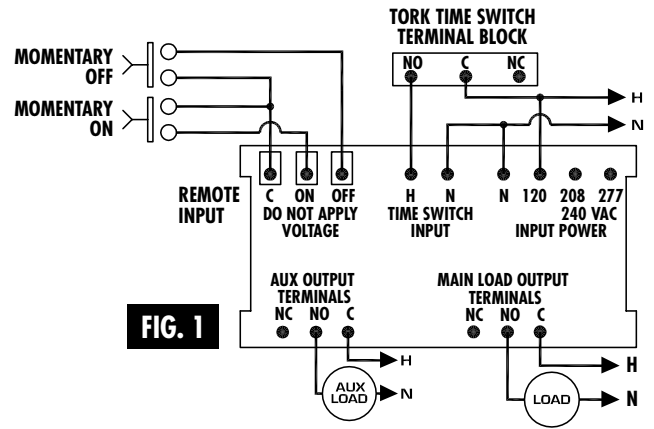 TORK TIME SWITCH
TERMINAL BLOCK
NO C NC
MOMENTARY
OFF
MOMENTARY
ON
H
N
REMOTE
INPUT
C ON OFF
DO NOT APPLY
VOLTAGE
H N
TIME SWITCH
INPUT
N 120 208 277
240 VAC
INPUT POWER
AUX OUTPUT
TERMINALS
NC NO C
MAIN LOAD OUTPUT
TERMINALS
NC NO C
FIG. 1
H
N
AUX
LOAD
H
N
LOAD